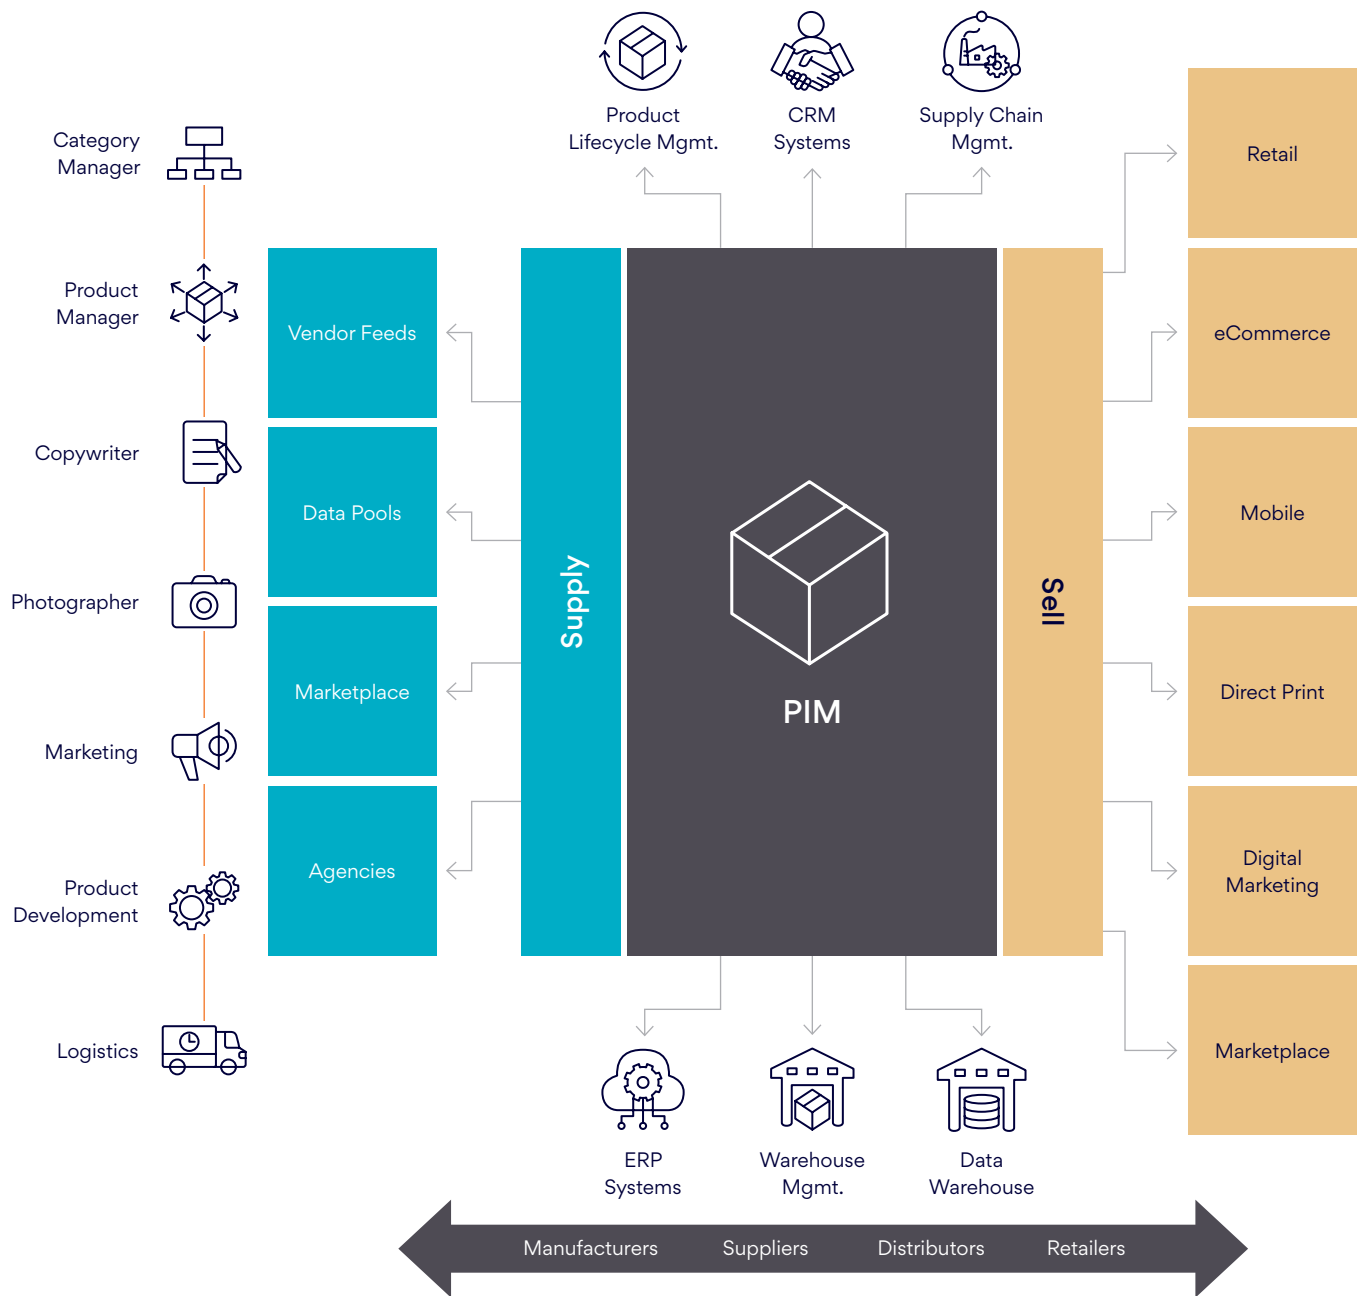 Product
Lifecycle Mgmt.
CRM
Systems
Supply Chain
Mgmt.
Category
Manager
Product
Manager
Copywriter
Photographer
Marketing
Product
Development
Logistics
Vendor Feeds
Data Pools
Marketplace
Agencies
Supply
PIM
Sell
Retail
eCommerce
Mobile
Direct Print
Digital
Marketing
Marketplace
ERP
Systems
Warehouse
Mgmt.
Data
Warehouse
Manufacturers Suppliers Distributors Retailers